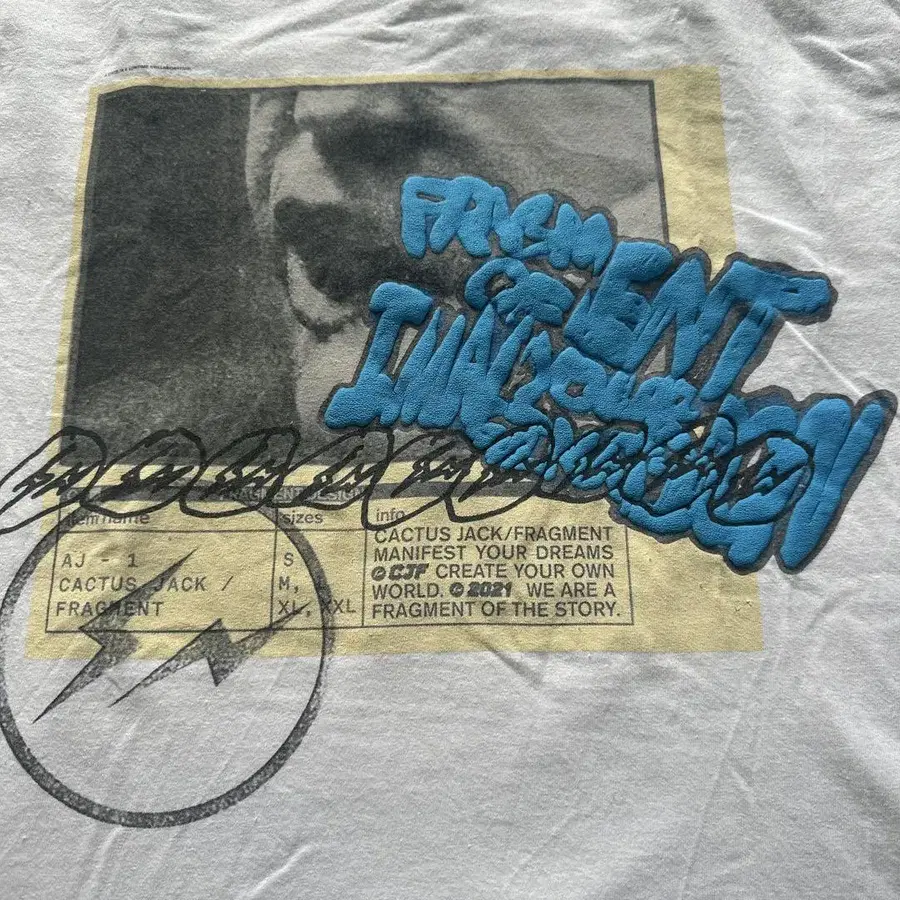 FRAGMENT
OF
IMAGI
FRAGMENT DESIGN
item name
sizes
info
AJ - 1
CACTUS JACK /
FRAGMENT
S
M,
XL, XXL
CACTUS JACK/FRAGMENT
MANIFEST YOUR DREAMS
© CJF CREATE YOUR OWN
WORLD. © 2021 WE ARE A
FRAGMENT OF THE STORY.